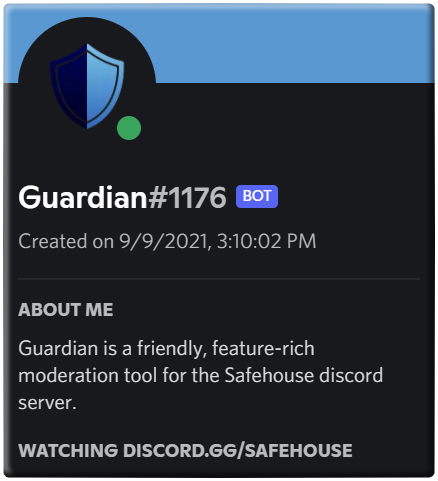 Guardian#1176 BOT
Created on 9/9/2021, 3:10:02 PM
ABOUT ME
Guardian is a friendly, feature-rich
moderation tool for the Safehouse discord
server.
WATCHING DISCORD.GG/SAFEHOUSE